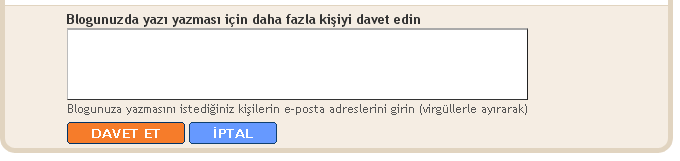 Blogunuzda yazı yazması için daha fazla kişiyi davet edin
Blogunuza yazmasını istediğiniz kişilerin e-posta adreslerini girin (virgüllerle ayırarak)
DAVET ET İPTAL